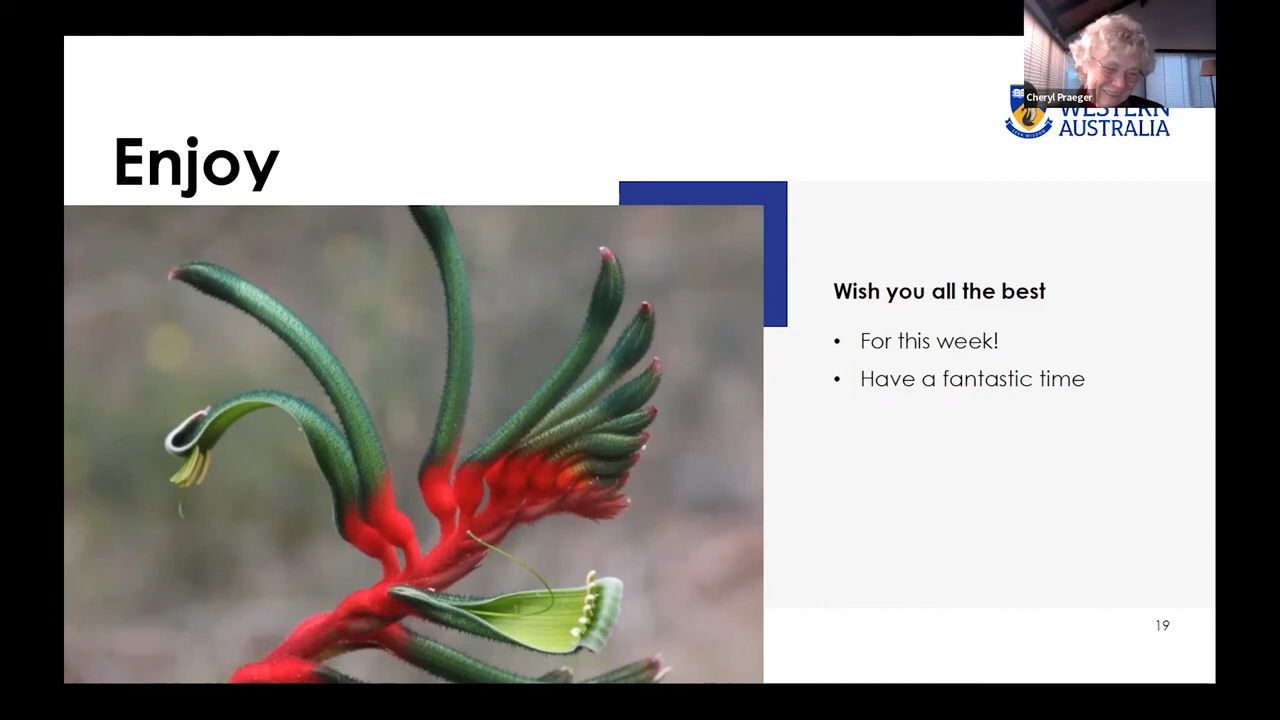 Cheryl Praeger
WESTERN
AUSTRALIA
Enjoy
Wish you all the best
• For this week!
• Have a fantastic time
19